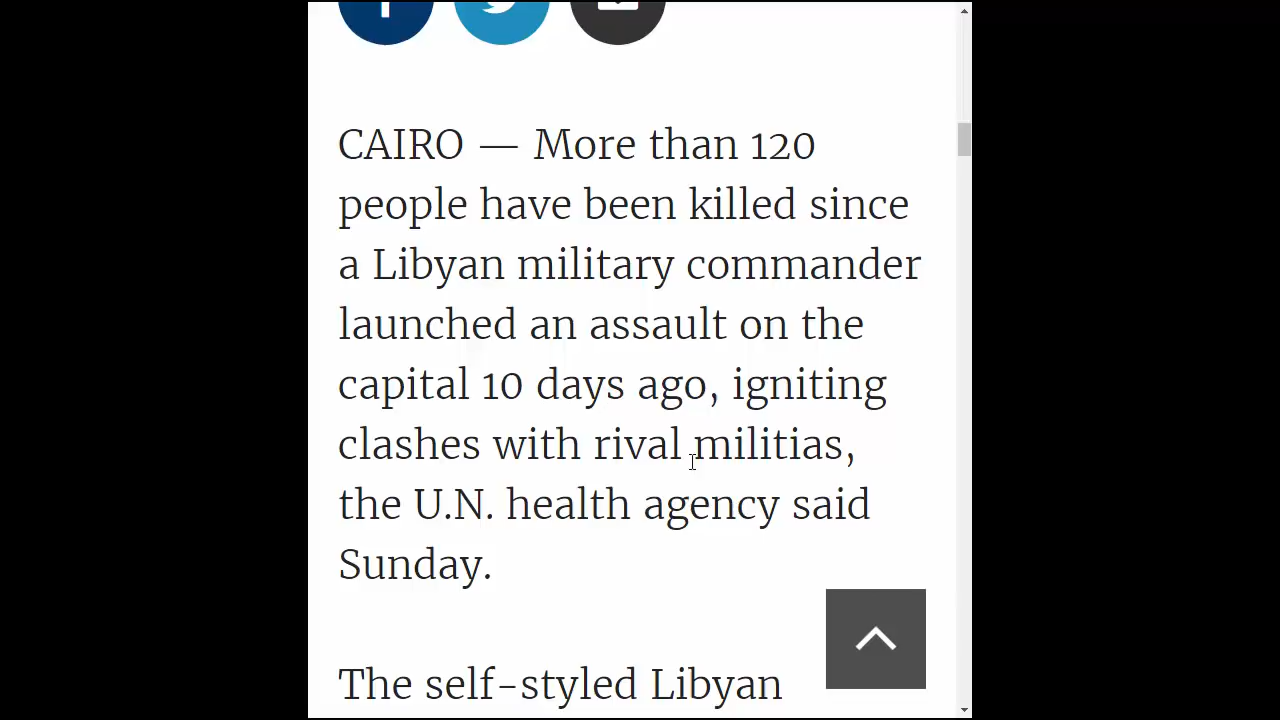 CAIRO — More than 120
people have been killed since
a Libyan military commander
launched an assault on the
capital 10 days ago, igniting
clashes with rival militias,
the U.N. health agency said
Sunday.
The self-styled Libyan